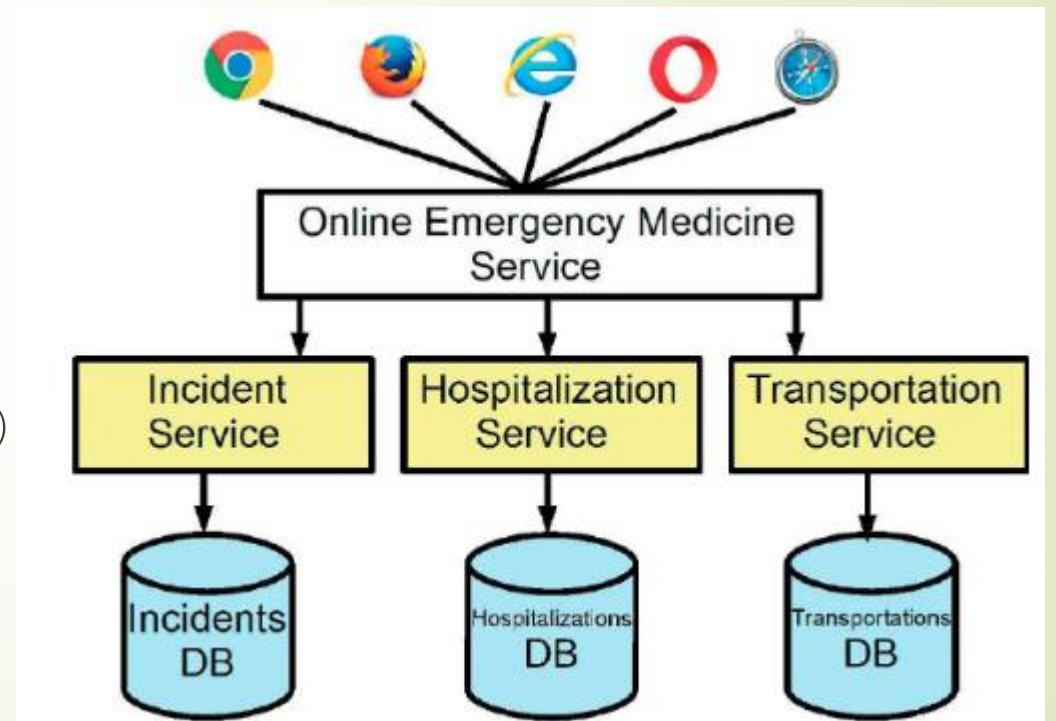 Online Emergency Medicine
Service
Incident
Service
Hospitalization
Service
Transportation
Service
Incidents
DB
Hospitalizations
DB
Transportations
DB
)